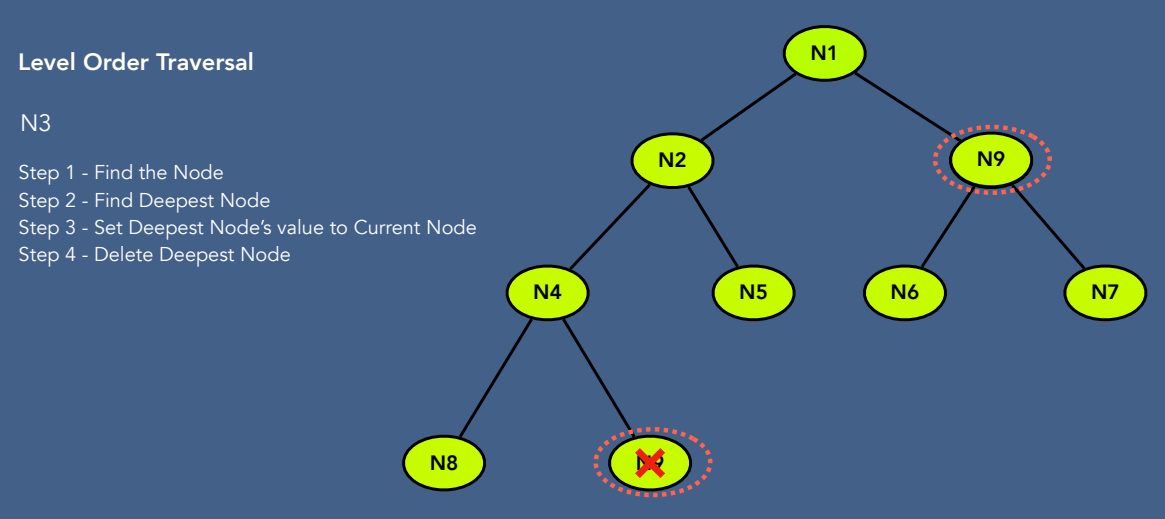 Level Order Traversal
N3
Step 1 - Find the Node
Step 2 - Find Deepest Node
Step 3 - Set Deepest Node’s value to Current Node
Step 4 - Delete Deepest Node
N1
N2
N9
N4
N5
N6
N7
N8
N9